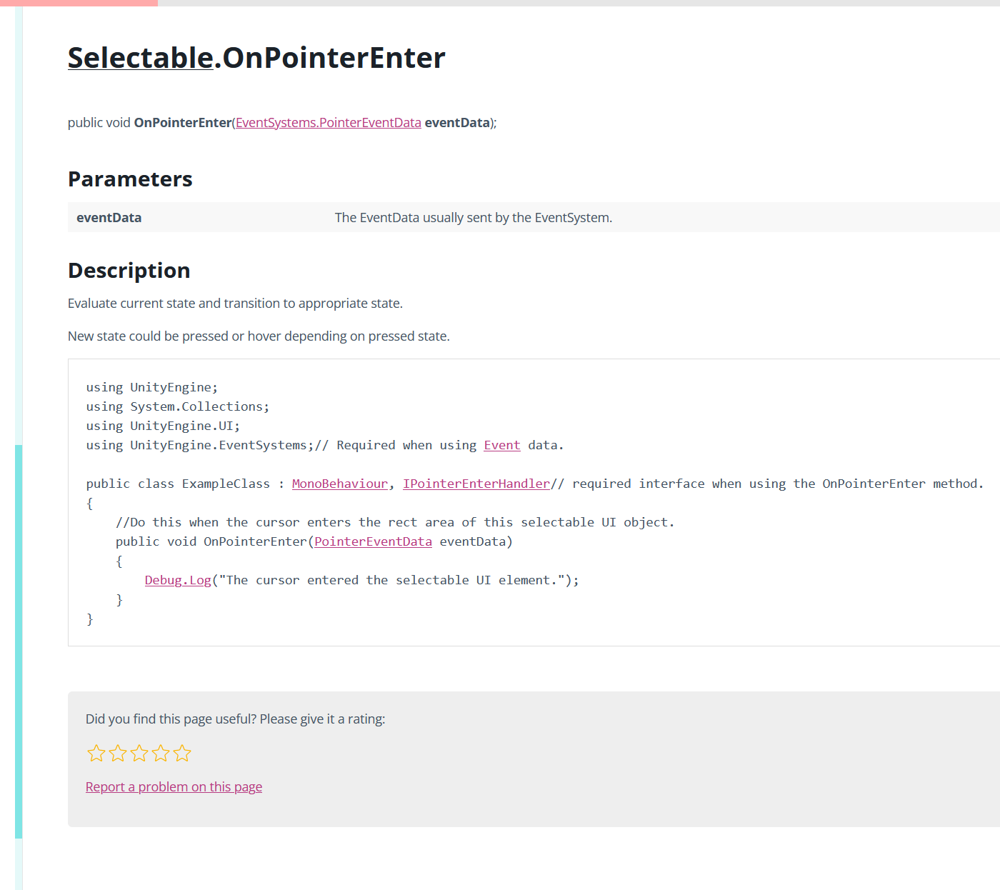 Selectable.OnPointerEnter
public void OnPointerEnter(EventSystems.PointerEventData eventData);
Parameters
eventData The EventData usually sent by the EventSystem.
Description
Evaluate current state and transition to appropriate state.
New state could be pressed or hover depending on pressed state.
using UnityEngine;
using System.Collections;
using UnityEngine.UI;
using UnityEngine.EventSystems;// Required when using Event data.
public class ExampleClass : MonoBehaviour, IPointerEnterHandler// required interface when using the OnPointerEnter method.
{
    //Do this when the cursor enters the rect area of this selectable UI object.
    public void OnPointerEnter(PointerEventData eventData)
    {
        Debug.Log("The cursor entered the selectable UI element.");
    }
}
Did you find this page useful? Please give it a rating:
Report a problem on this page